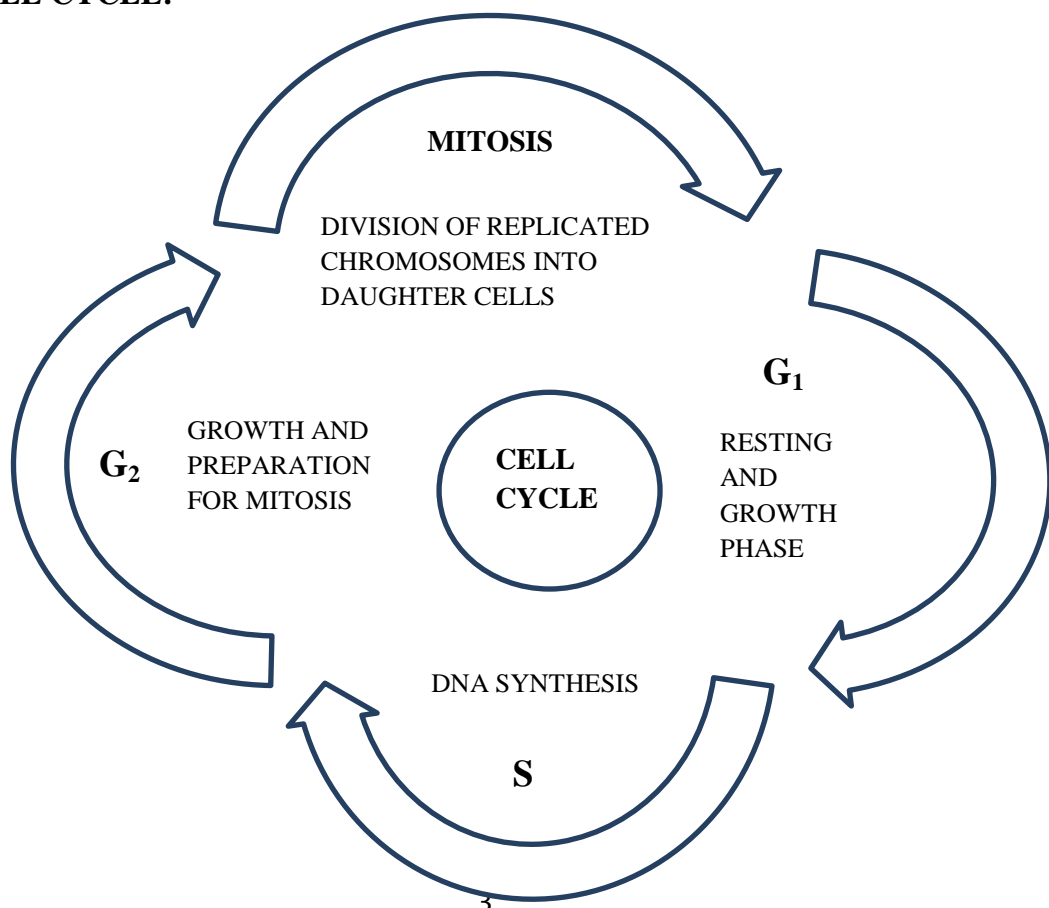 MITOSIS
DIVISION OF REPLICATED
CHROMOSOMES INTO
DAUGHTER CELLS
G₁
RESTING
AND
GROWTH
PHASE
G₂
GROWTH AND
PREPARATION
FOR MITOSIS
CELL
CYCLE
DNA SYNTHESIS
S